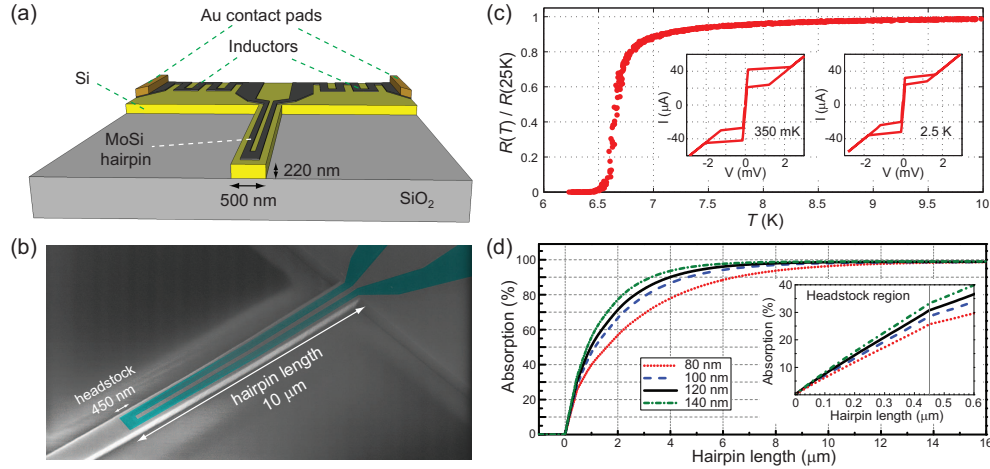 (a)
Au contact pads
Inductors
Si
MoSi
hairpin
220 nm
500 nm
SiO2
(b)
headstock
450 nm
hairpin length
10 μm
(c)
R(T) / R(25K)
1
0.8
0.6
0.4
0.2
0
6
6.5
7
7.5
8
8.5
9
9.5
10
T (K)
I (μA)
40
0
-40
-2
0
2
V (mV)
350 mK
I (μA)
40
0
-40
-2
0
2
V (mV)
2.5 K
(d)
Absorption (%)
100
80
60
40
20
0
0
2
4
6
8
10
12
14
16
Hairpin length (μm)
80 nm
100 nm
120 nm
140 nm
Headstock region
Absorption (%)
40
30
20
10
0
0.1
0.2
0.3
0.4
0.5
0.6
Hairpin length (μm)